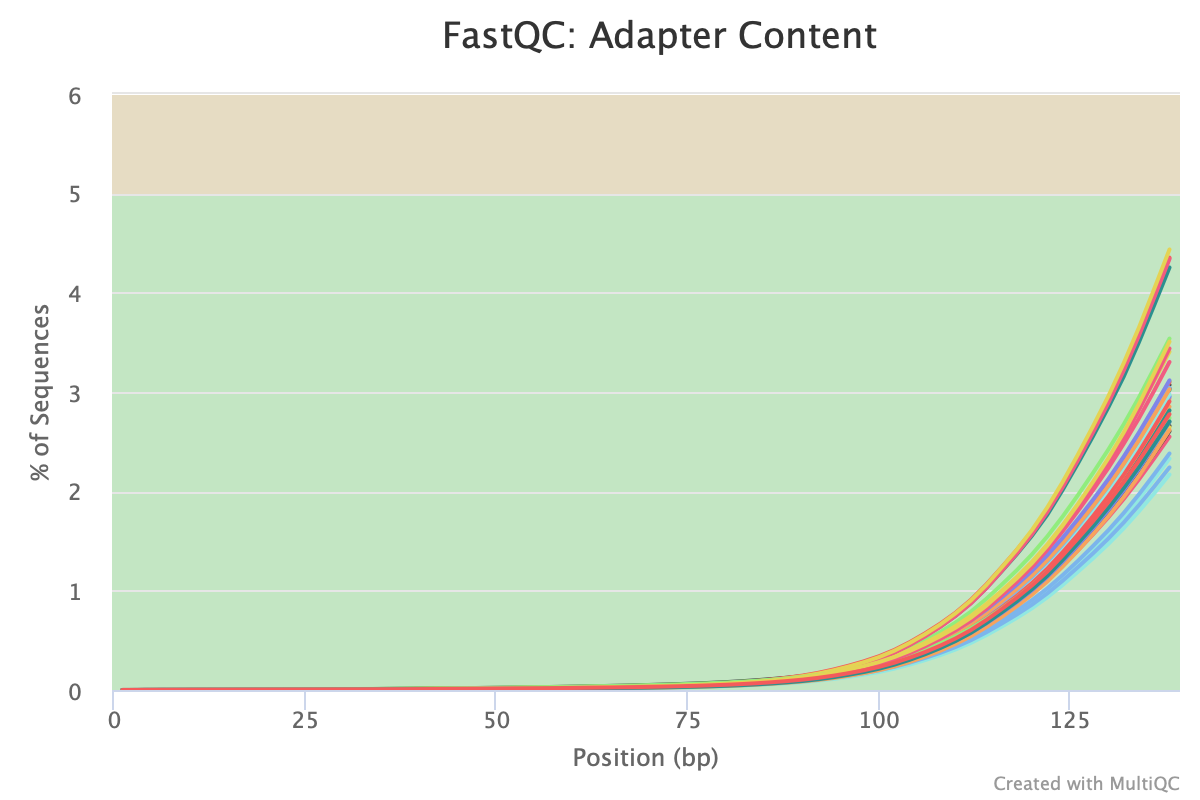 FastQC: Adapter Content
6
5
4
3
2
1
0
% of Sequences
0 25 50 75 100 125
Position (bp)
Created with MultiQC